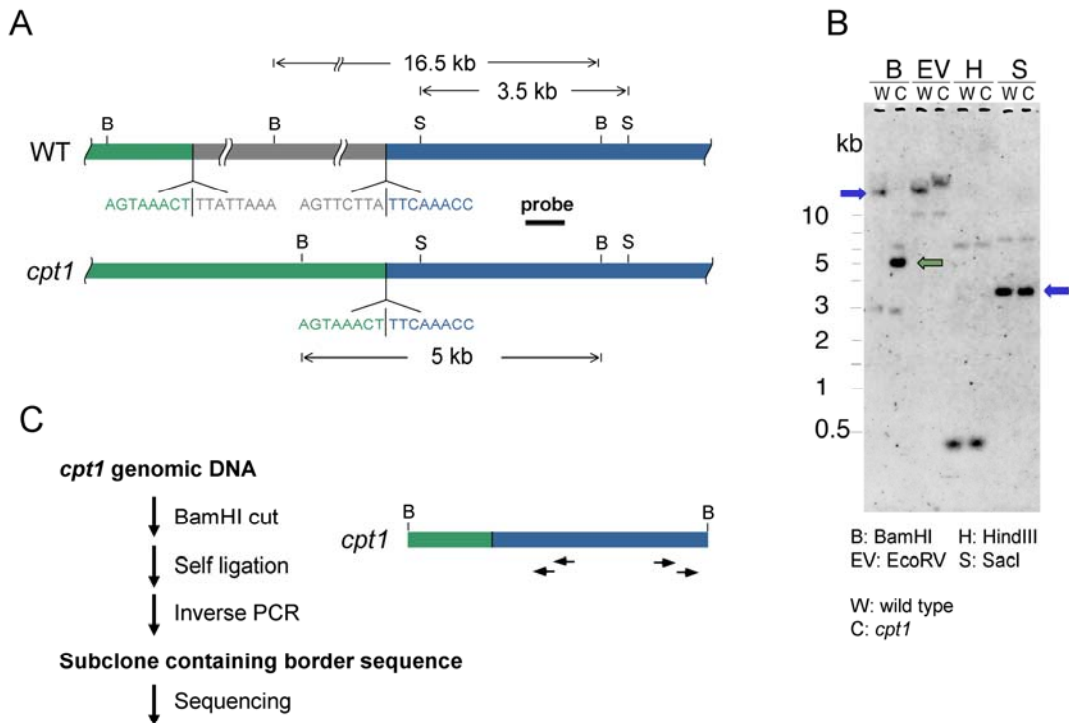 A
16.5 kb
3.5 kb
B B S B S
WT
AGTAAACT TTATTAAA AGTTCTTA TTCAAACC
probe
B S B S
cpt1
AGTAAACT TTCAAACC
5 kb
B
B EV H S
W C W C W C W C
kb
10
5
3
2
1
0.5
B: BamHI H: HindIII
EV: EcoRV S: SacI
W: wild type
C: cpt1
C
cpt1 genomic DNA
BamHI cut
Self ligation
Inverse PCR
Subclone containing border sequence
Sequencing
B B
cpt1